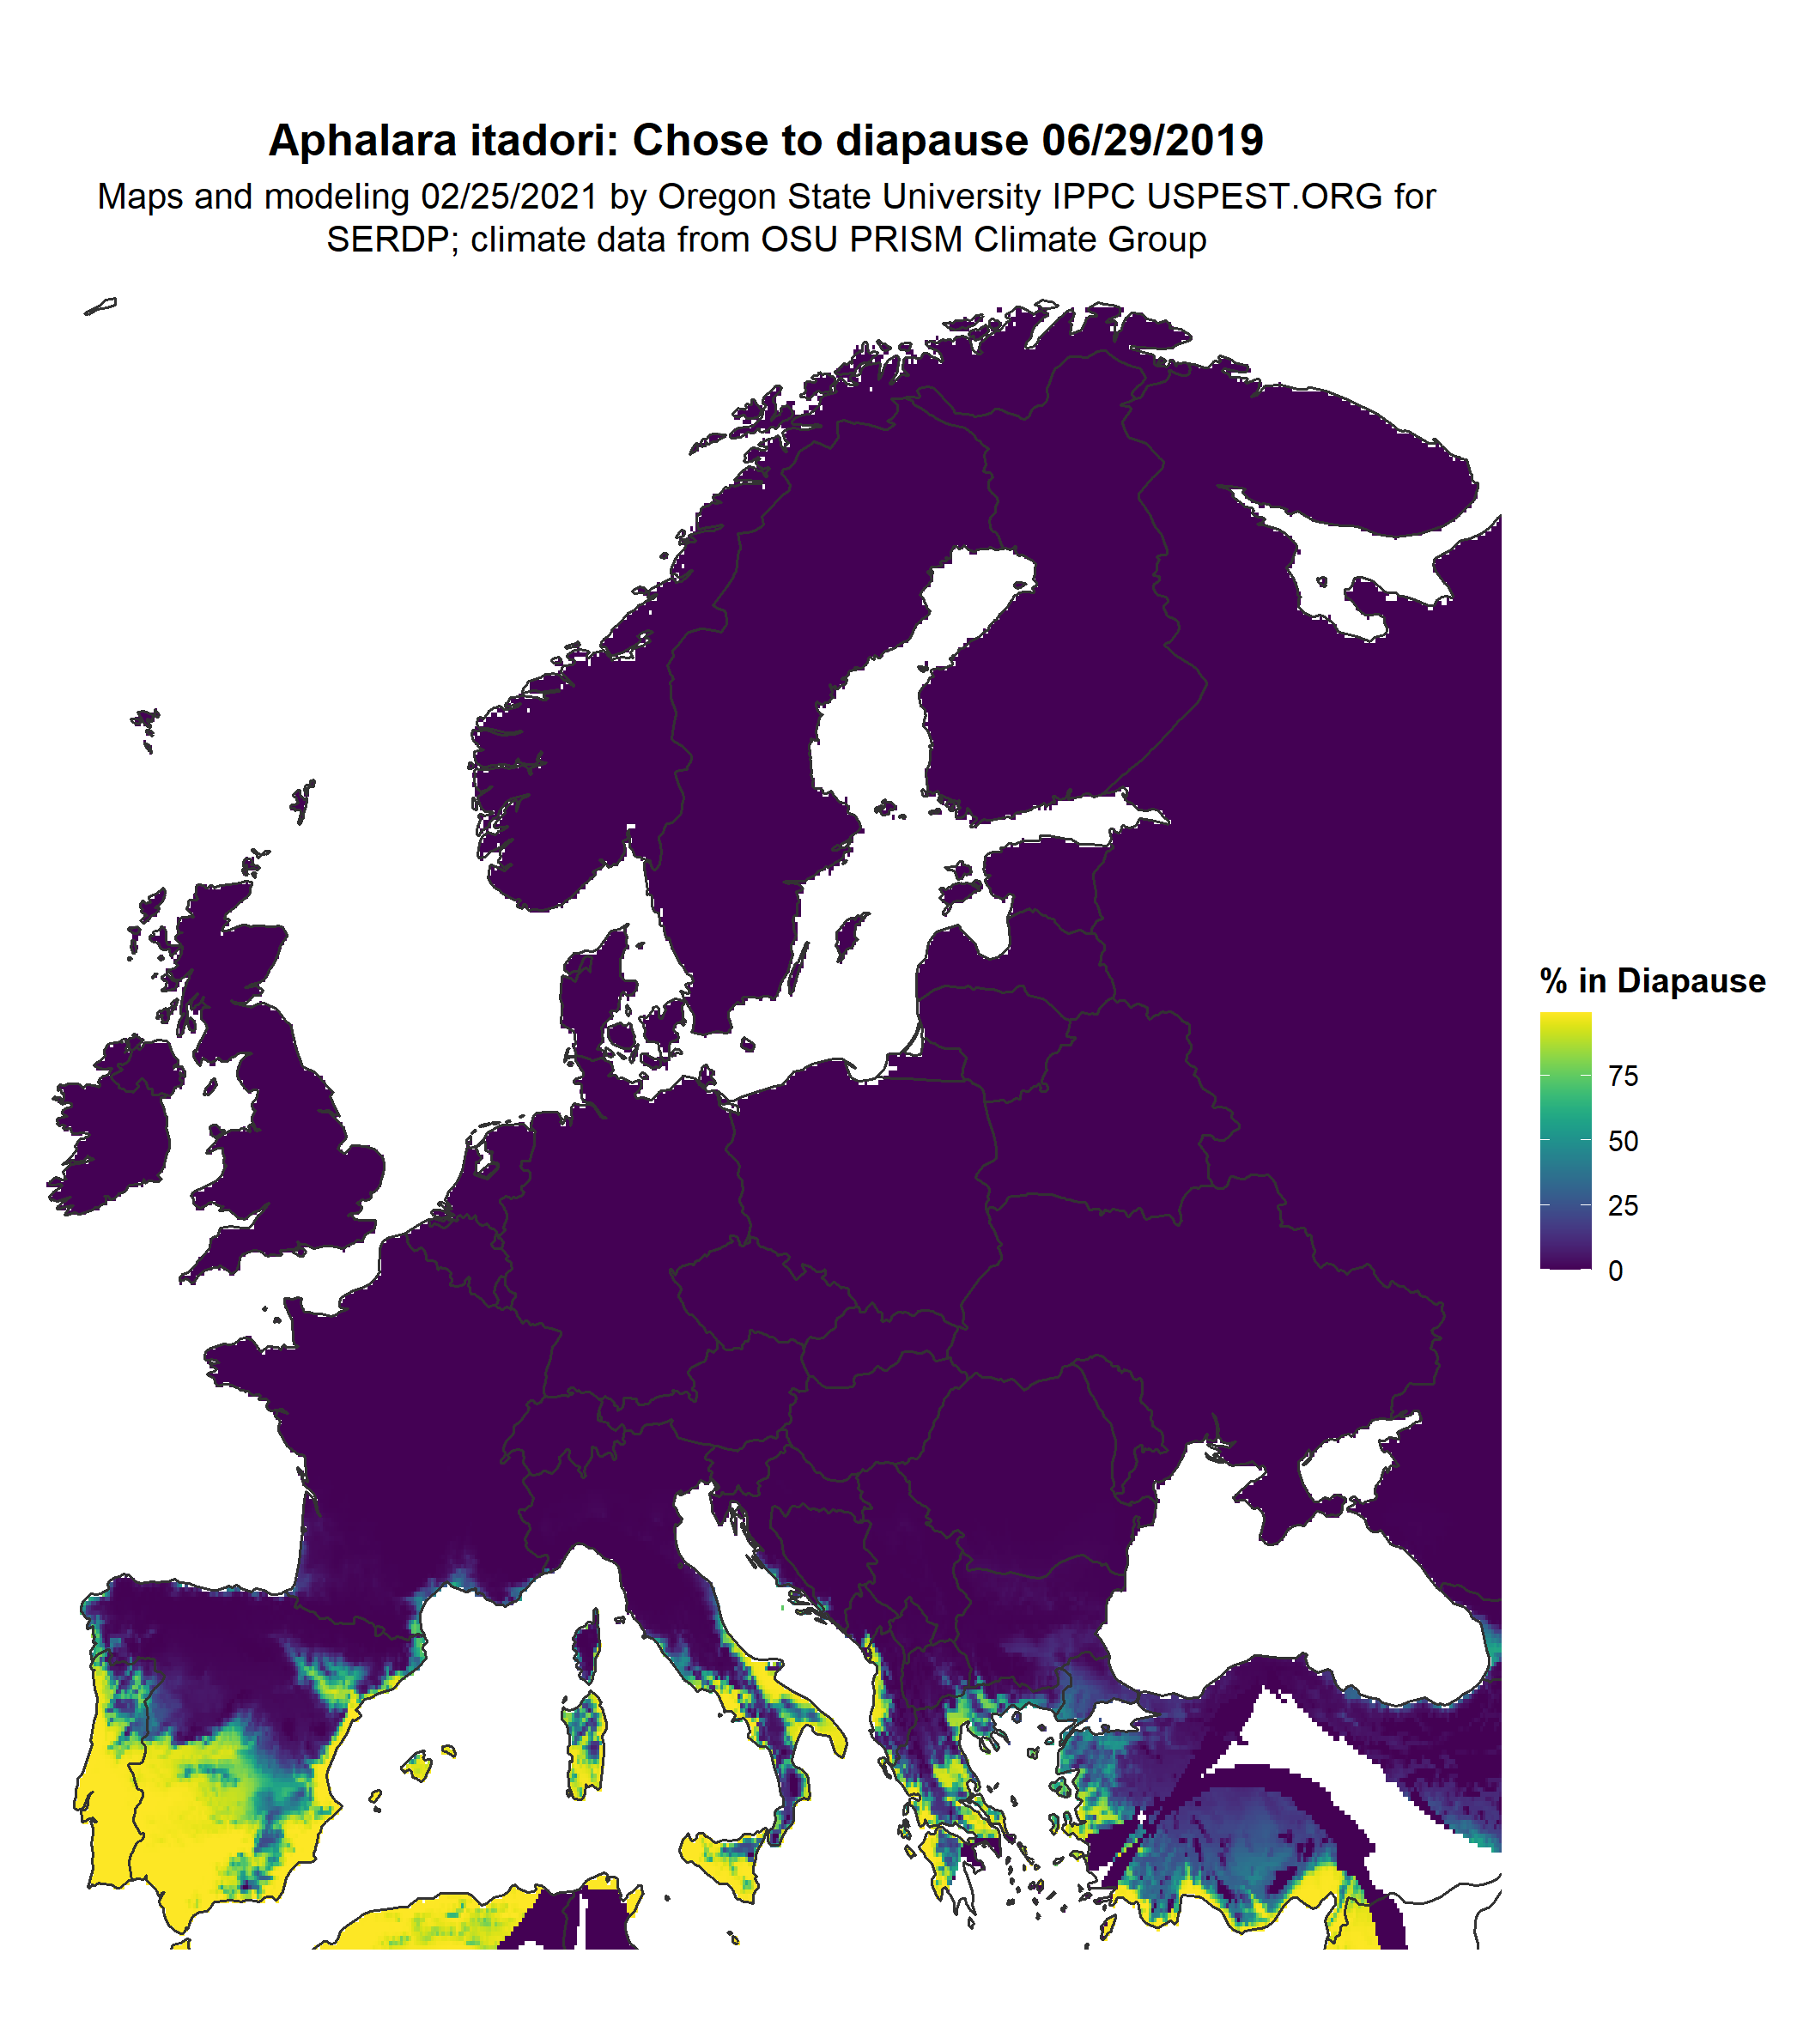 Aphalara itadori: Chose to diapause 06/29/2019
Maps and modeling 02/25/2021 by Oregon State University IPPC USPEST.ORG for
SERDP; climate data from OSU PRISM Climate Group
% in Diapause
75
50
25
0